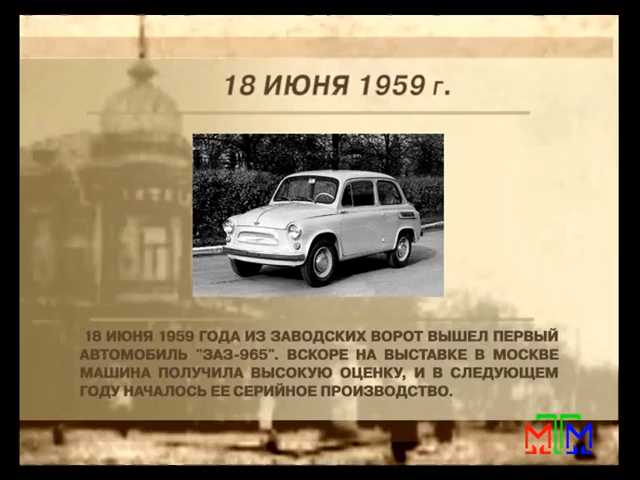 18 ИЮНЯ 1959 г.
18 ИЮНЯ 1959 ГОДА ИЗ ЗАВОДСКИХ ВОРОТ ВЫШЕЛ ПЕРВЫЙ
АВТОМОБИЛЬ "ЗАЗ-965". ВСКОРЕ НА ВЫСТАВКЕ В МОСКВЕ
МАШИНА ПОЛУЧИЛА ВЫСОКУЮ ОЦЕНКУ, И В СЛЕДУЮЩЕМ
ГОДУ НАЧАЛОСЬ ЕЕ СЕРИЙНОЕ ПРОИЗВОДСТВО.
МТМ